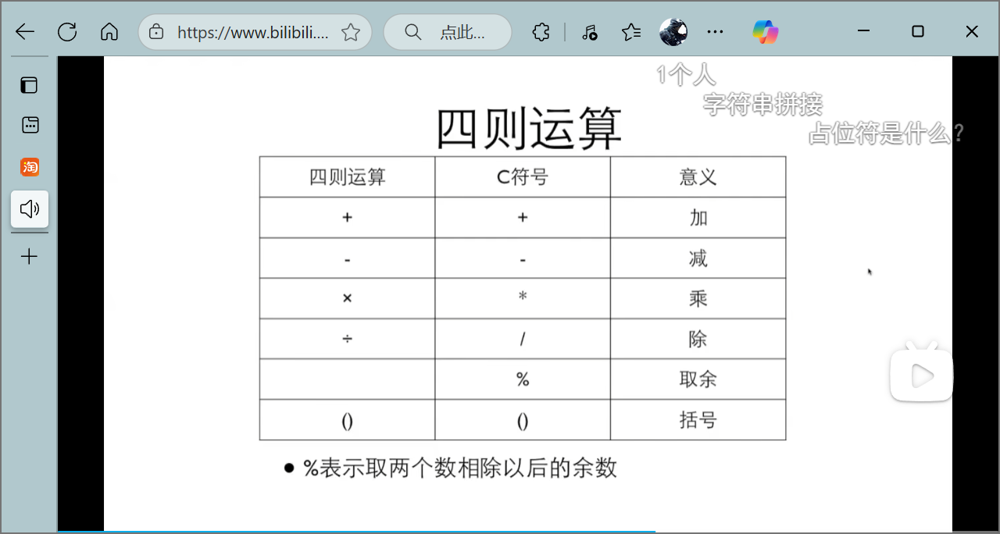 https://www.bilibili....
点此...
淘
1个人
字符串拼接
占位符是什么？
四则运算
四则运算 C符号 意义
+ + 加
- - 减
× * 乘
÷ / 除
% 取余
() () 括号
●%表示取两个数相除以后的余数